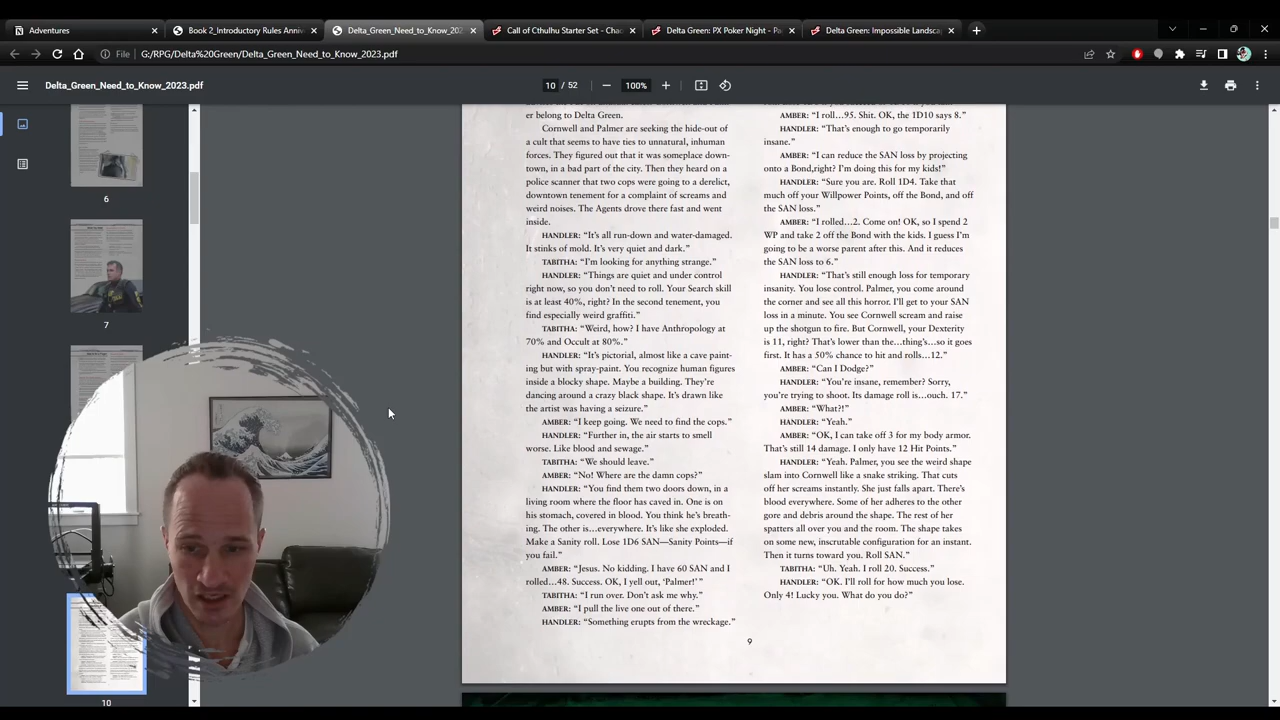 Adventures
Book 2_Introductory Rules Anniv
Delta_Green_Need_to_Know_202
Call of Cthulhu Starter Set - Chao
Delta Green: PX Poker Night - Pa
Delta Green: Impossible Landsca
File
G:/RPG/Delta%20Green/Delta_Green_Need_to_Know_2023.pdf
Delta_Green_Need_to_Know_2023.pdf
10 / 52
100%
6
7
10
er belong to Delta Green.
Cornwell and Palmer are seeking the hide-out of
a cult that seems to have ties to unnatural, inhuman
forces. They figured out that it was someplace down-
town, in a bad part of the city. Then they heard on a
police scanner that two cops were going to a derelict,
downtown tenement for a complaint of screams and
weird noises. The Agents drove there fast and went
inside.
HANDLER: “It’s all run-down and water-damaged.
It stinks of mold. It’s very quiet and dark.”
TABITHA: “I’m looking for anything strange.”
HANDLER: “Things are quiet and under control
right now, so you don’t need to roll. Your Search skill
is at least 40%, right? In the second tenement, you
find especially weird graffiti.”
TABITHA: “Weird, how? I have Anthropology at
70% and Occult at 80%.”
HANDLER: “It’s pictorial, almost like a cave paint-
ing but with spray-paint. You recognize human figures
inside a blocky shape. Maybe a building. They’re
dancing around a crazy black shape. It’s drawn like
the artist was having a seizure.”
AMBER: “I keep going. We need to find the cops.”
HANDLER: “Further in, the air starts to smell
worse. Like blood and sewage.”
TABITHA: “We should leave.”
AMBER: “No! Where are the damn cops?”
HANDLER: “You find them two doors down, in a
living room where the floor has caved in. One is on
his stomach, covered in blood. You think he’s breath-
ing. The other is…everywhere. It’s like she exploded.
Make a Sanity roll. Lose 1D6 SAN—Sanity Points—if
you fail.”
AMBER: “Jesus. No kidding. I have 60 SAN and I
rolled…48. Success. OK, I yell out, ‘Palmer!’ ”
TABITHA: “I run over. Don’t ask me why.”
AMBER: “I pull the live one out of there.”
HANDLER: “Something erupts from the wreckage.”
AMBER: “I roll…95. Shit. OK, the 1D10 says 8.”
HANDLER: “That’s enough to go temporarily
insane.”
AMBER: “I can reduce the SAN loss by projecting
onto a Bond,right? I’m doing this for my kids!”
HANDLER: “Sure you are. Roll 1D4. Take that
much off your Willpower Points, off the Bond, and off
the SAN loss.”
AMBER: “I rolled…2. Come on! OK, so I spend 2
WP and take 2 off the Bond with the kids. I guess I’m
going to be a worse parent after this. And it reduces
the SAN loss to 6.”
HANDLER: “That’s still enough loss for temporary
insanity. You lose control. Palmer, you come around
the corner and see all this horror. I’ll get to your SAN
loss in a minute. You see Cornwell scream and raise
up the shotgun to fire. But Cornwell, your Dexterity
is 11, right? That’s lower than the…thing’s…so it goes
first. It has a 50% chance to hit and rolls…12.”
AMBER: “Can I Dodge?”
HANDLER: “You’re insane, remember? Sorry,
you’re trying to shoot. Its damage roll is…ouch. 17.”
AMBER: “What?!”
HANDLER: “Yeah.”
AMBER: “OK, I can take off 3 for my body armor.
That’s still 14 damage. I only have 12 Hit Points.”
HANDLER: “Yeah. Palmer, you see the weird shape
slam into Cornwell like a snake striking. That cuts
off her screams instantly. She just falls apart. There’s
blood everywhere. Some of her adheres to the other
gore and debris around the shape. The rest of her
spatters all over you and the room. The shape takes
on some new, inscrutable configuration for an instant.
Then it turns toward you. Roll SAN.”
TABITHA: “Uh. Yeah. I roll 20. Success.”
HANDLER: “OK. I’ll roll for how much you lose.
Only 4! Lucky you. What do you do?”
9